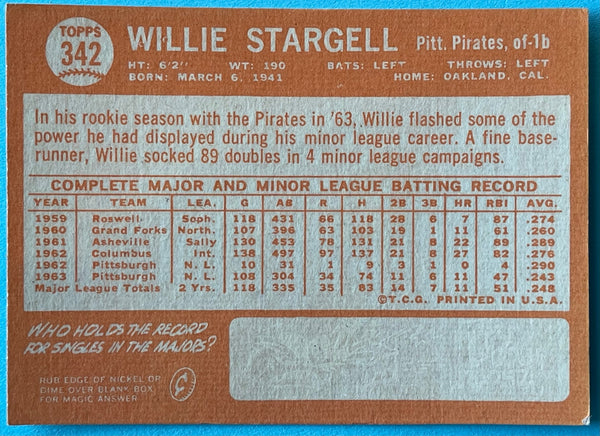 TOPPS
342
WILLIE STARGELL Pitt. Pirates, of-1b
HT: 6'2" WT: 190 BATS: LEFT THROWS: LEFT
BORN: MARCH 6, 1941 HOME: OAKLAND, CAL.
In his rookie season with the Pirates in '63, Willie flashed some of the
power he had displayed during his minor league career. A fine base-
runner, Willie socked 89 doubles in 4 minor league campaigns.
COMPLETE MAJOR AND MINOR LEAGUE BATTING RECORD
YEAR TEAM LEA. G AB R H 2B 3B HR RBI AVG.
1959 Roswell Soph. 118 431 66 118 28 6 7 87 .274
1960 Grand Forks North. 107 396 63 103 19 1 11 61 .260
1961 Asheville Sally 130 453 78 131 21 8 22 89 .289
1962 Columbus Int. 138 497 97 137 21 8 27 82 .276
1962 Pittsburgh N. L. 10 31 1 9 3 1 0 4 .290
1963 Pittsburgh N. L. 108 304 34 74 11 6 11 47 .243
Major League Totals 2 Yrs. 118 335 35 83 14 7 11 51 .248
©T.C.G. PRINTED IN U.S.A.
WHO HOLDS THE RECORD
FOR SINGLES IN THE MAJORS?
RUB EDGE OF NICKEL OR
DIME OVER BLANK BOX
FOR MAGIC ANSWER